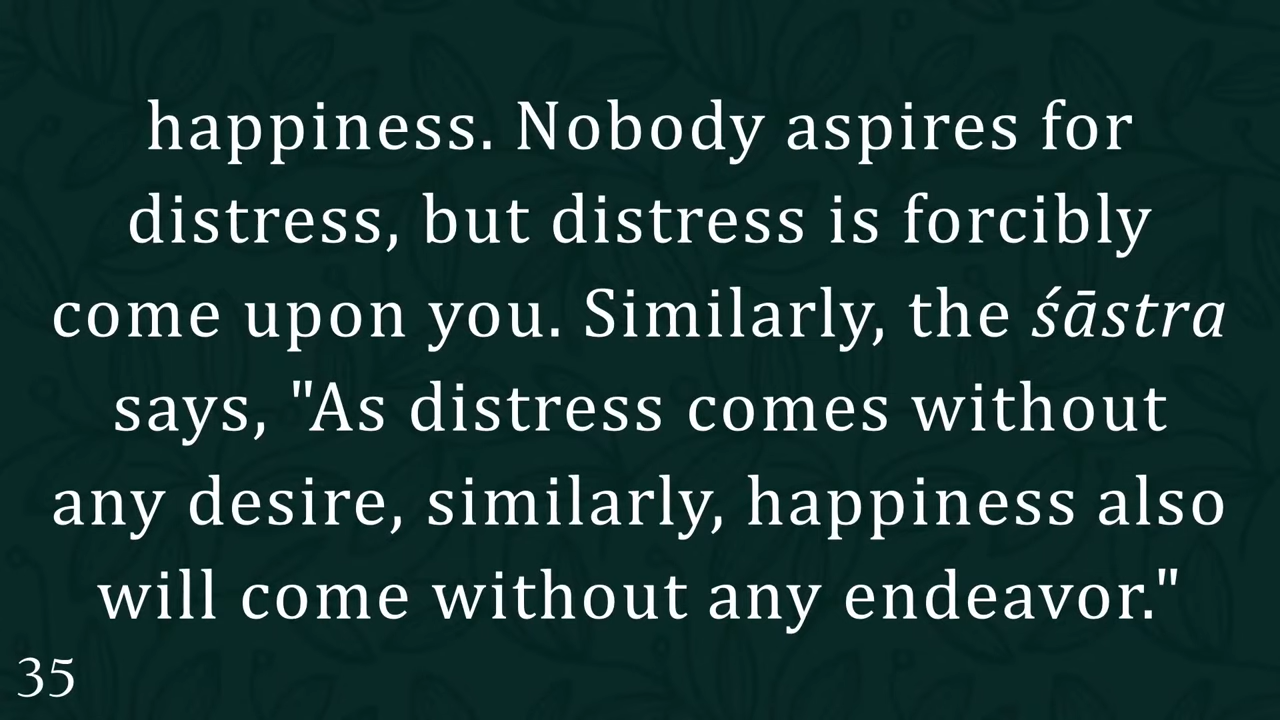 happiness. Nobody aspires for
distress, but distress is forcibly
come upon you. Similarly, the śāstra
says, "As distress comes without
any desire, similarly, happiness also
will come without any endeavor."
35